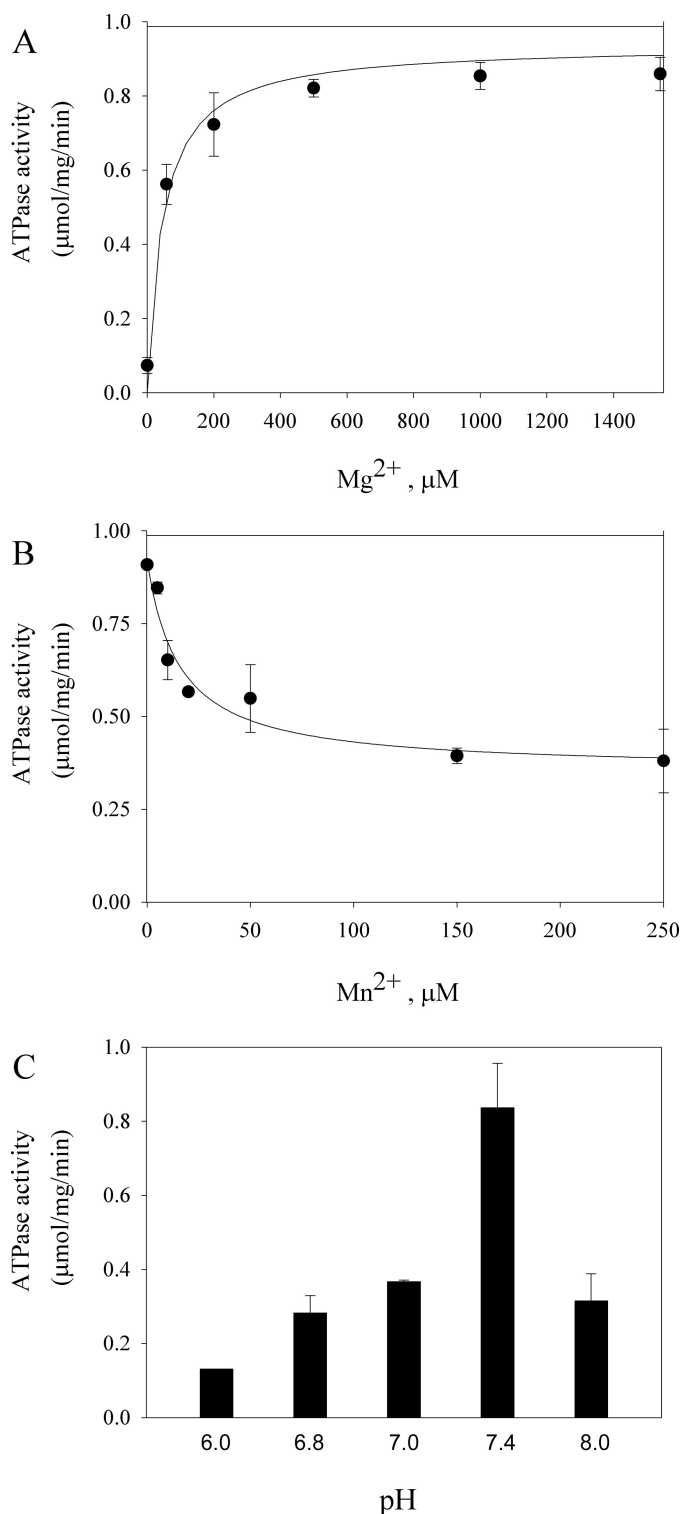 A
ATPase activity
(μmol/mg/min)
1.0
0.8
0.6
0.4
0.2
0.0
0 200 400 600 800 1000 1200 1400
Mg2+ , μM
B
ATPase activity
(μmol/mg/min)
1.00
0.75
0.50
0.25
0.00
0 50 100 150 200 250
Mn2+ , μM
C
ATPase activity
(μmol/mg/min)
1.0
0.8
0.6
0.4
0.2
0.0
6.0 6.8 7.0 7.4 8.0
pH